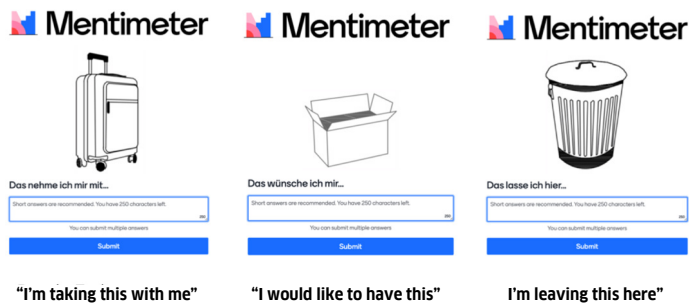 Mentimeter
Das nehme ich mir mit...
Short answers are recommended. You have 250 characters left.
250
You can submit multiple answers
Submit
"I'm taking this with me"
Mentimeter
Das wünsche ich mir...
Short answers are recommended. You have 250 characters left.
250
You can submit multiple answers
Submit
"I would like to have this"
Mentimeter
Das lasse ich hier...
Short answers are recommended. You have 250 characters left.
250
You can submit multiple answers
Submit
I'm leaving this here"